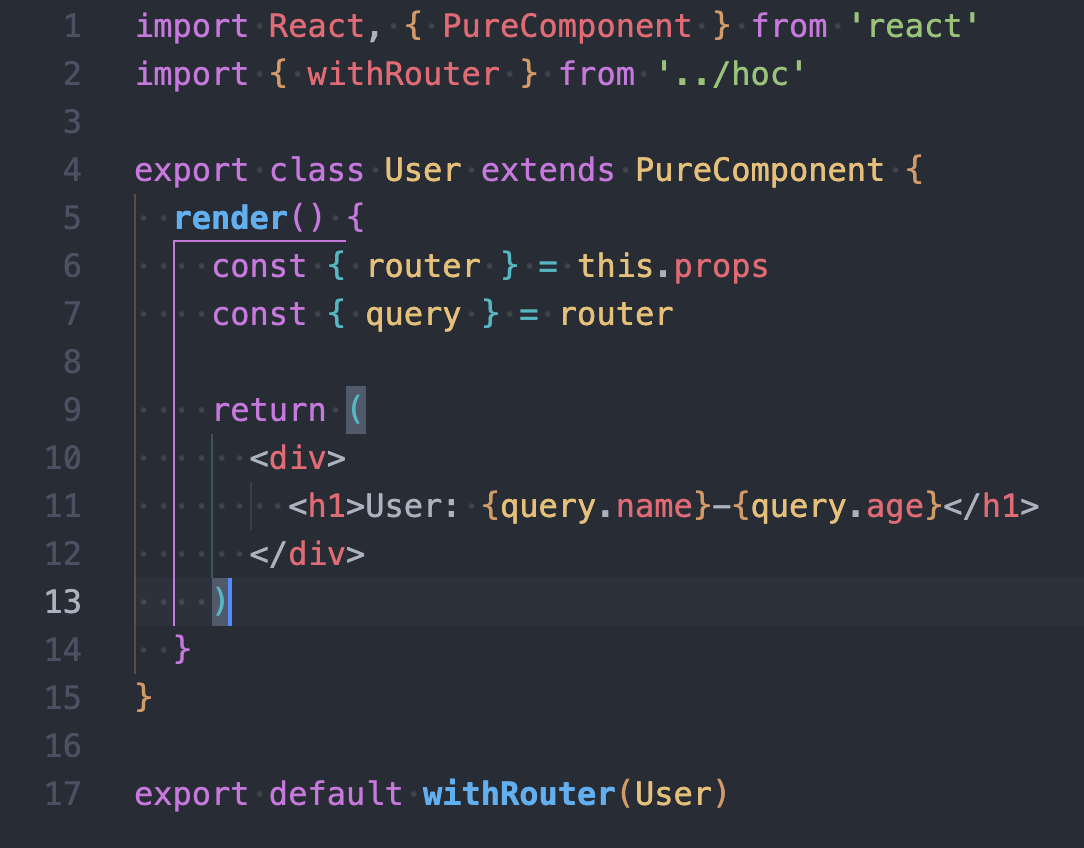 1 import React, { PureComponent } from 'react'
2 import { withRouter } from '../hoc'
3
4 export class User extends PureComponent {
5   render() {
6     const { router } = this.props
7     const { query } = router
8
9     return (
10       <div>
11         <h1>User: {query.name}-{query.age}</h1>
12       </div>
13     )
14   }
15 }
16
17 export default withRouter(User)